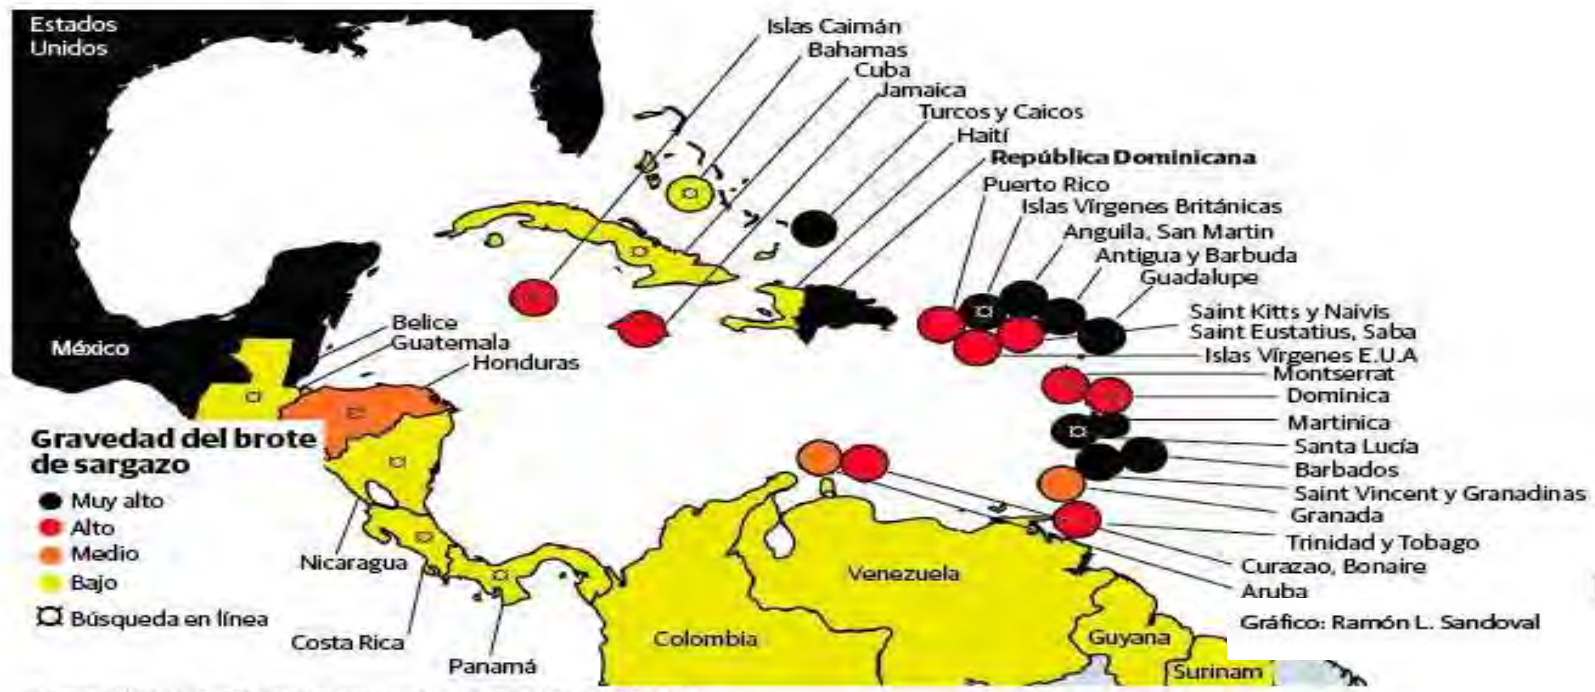 Estados
Unidos
Islas Caimán
Bahamas
Cuba
Jamaica
Turcos y Caicos
Haití
República Dominicana
Puerto Rico
Islas Vírgenes Británicas
Anguila, San Martin
Antigua y Barbuda
Guadalupe
Saint Kitts y Naivis
Saint Eustatius, Saba
Islas Vírgenes E.U.A
Montserrat
Dominica
Martinica
Santa Lucía
Barbados
Saint Vincent y Granadinas
Granada
Trinidad y Tobago
Curazao, Bonaire
Aruba
México
Belice
Guatemala
Honduras
Gravedad del brote
de sargazo
Muy alto
Alto
Medio
Bajo
Búsqueda en línea
Nicaragua
Costa Rica
Panamá
Colombia
Venezuela
Guyana
Surinam
Gráfico: Ramón L. Sandoval